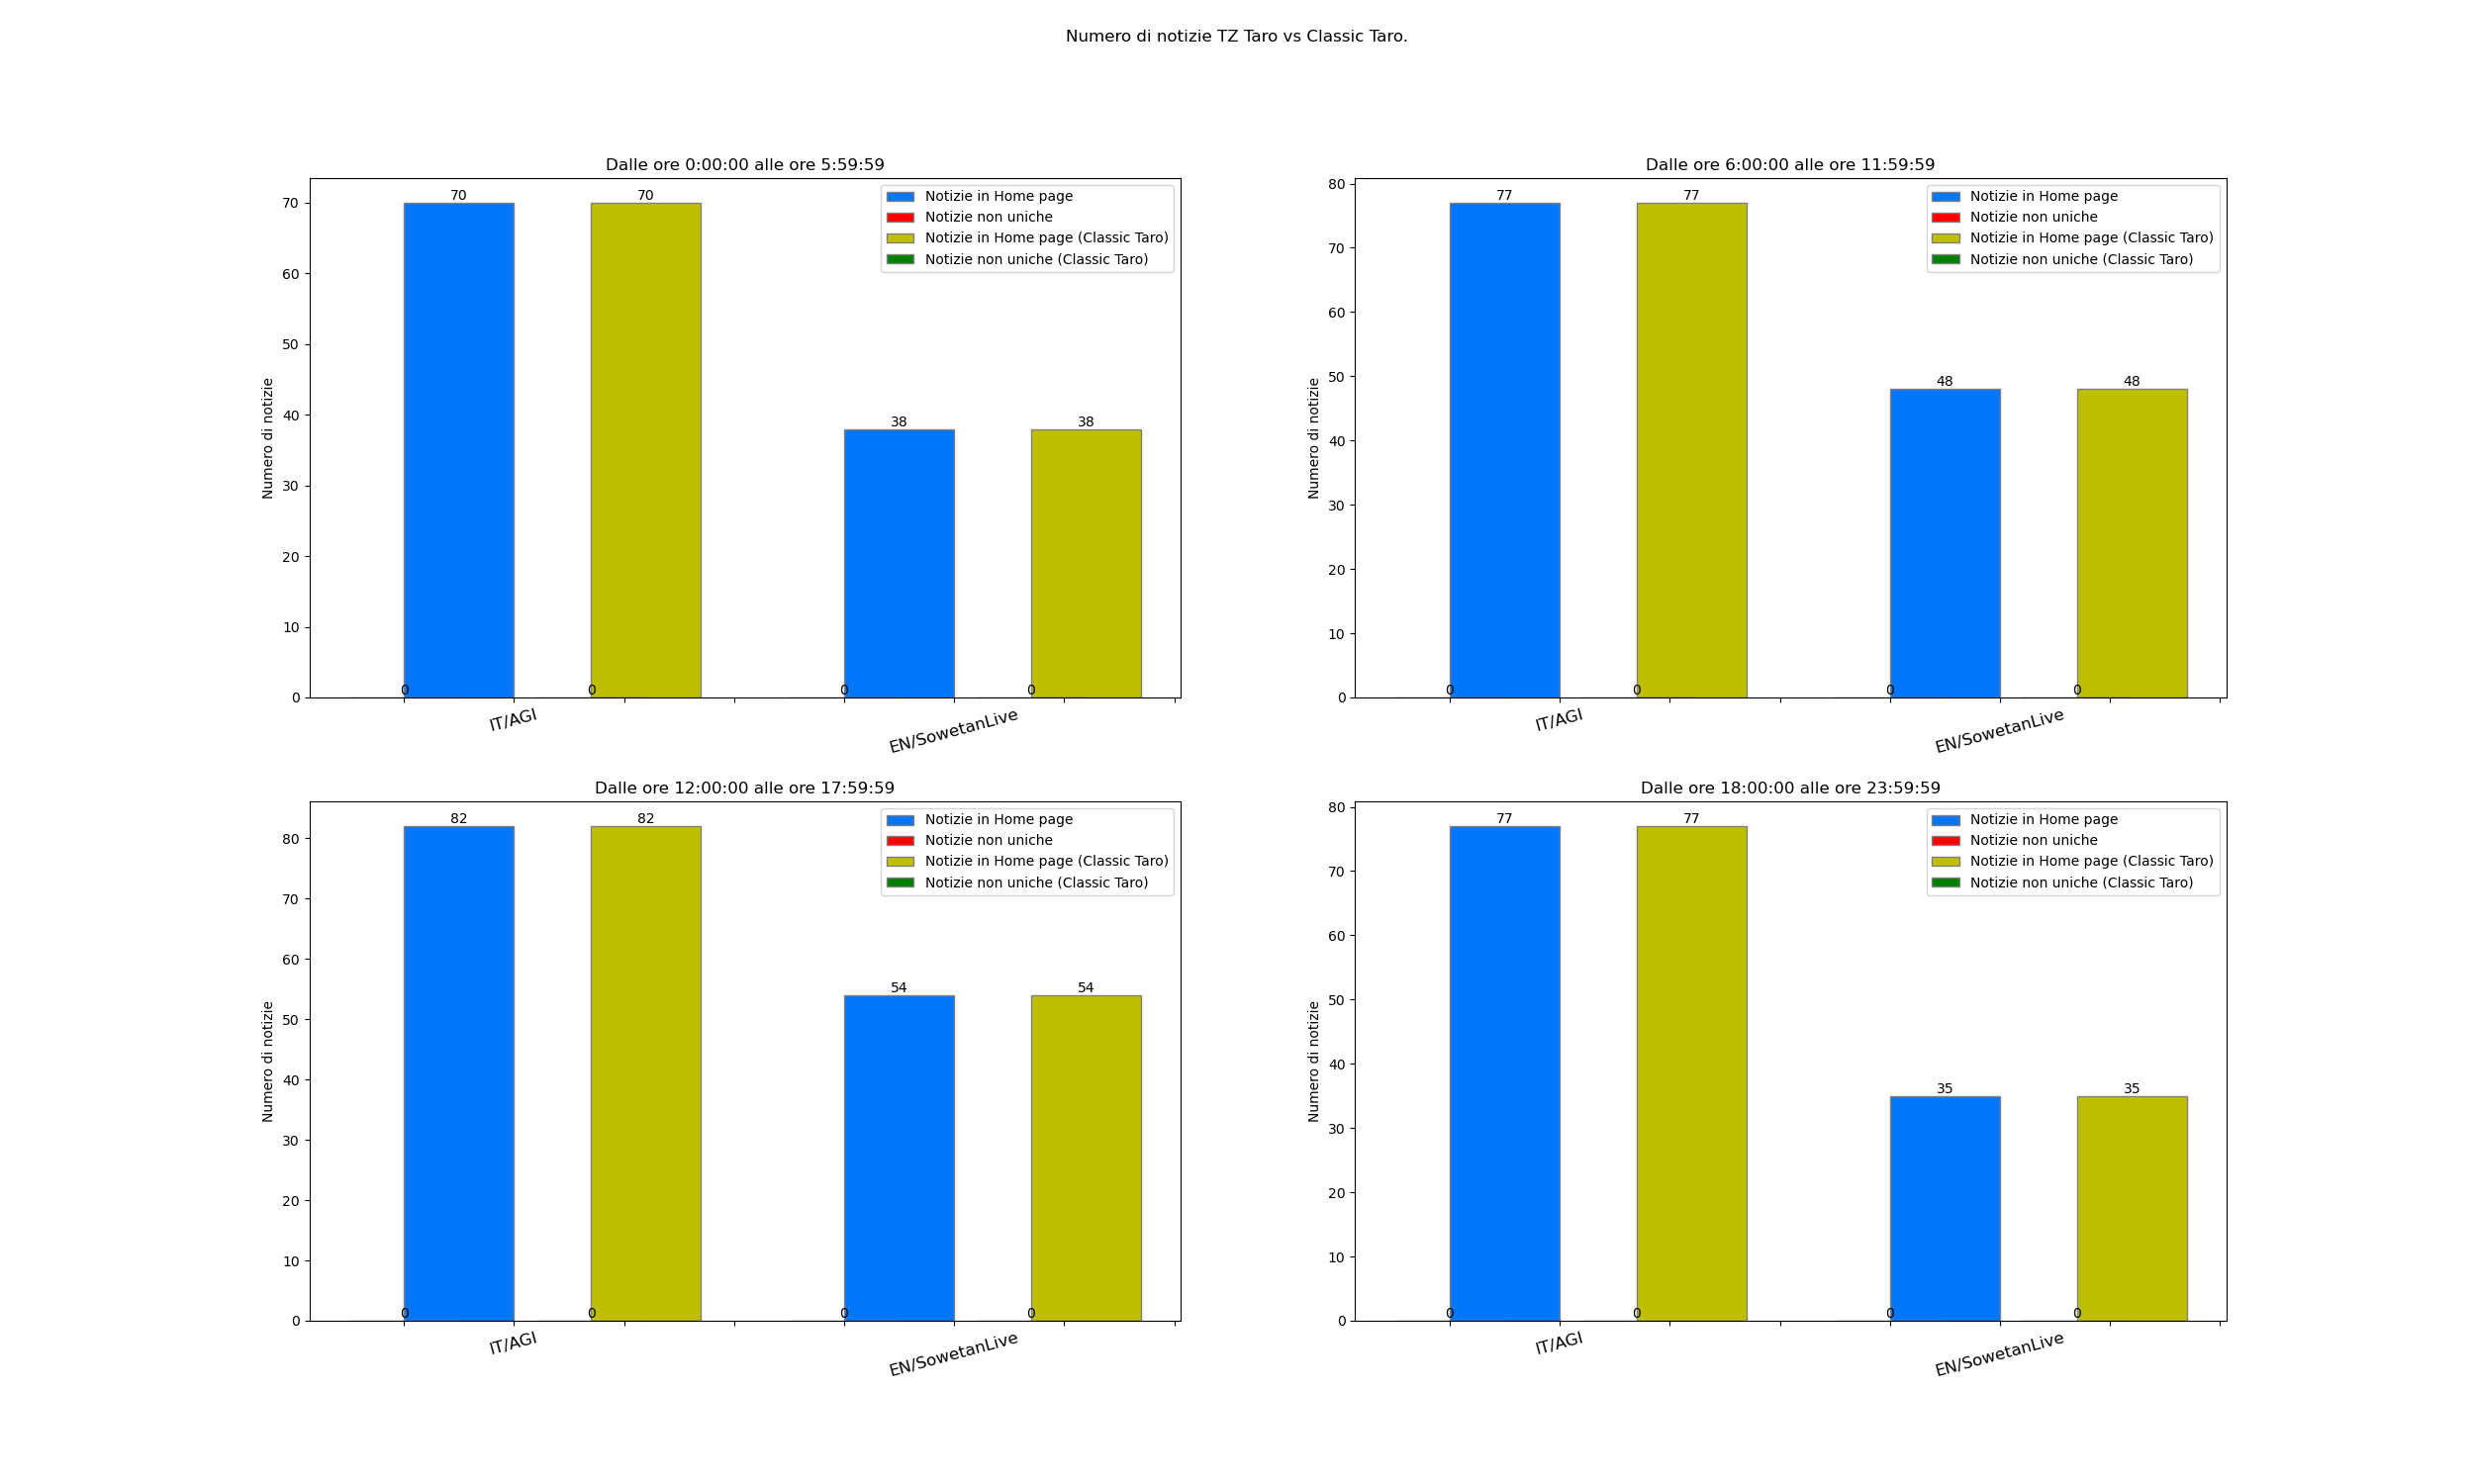 Numero di notizie TZ Taro vs Classic Taro.
Dalle ore 0:00:00 alle ore 5:59:59
Numero di notizie
70
60
50
40
30
20
10
0
70
70
38
38
0
0
0
0
IT/AGI
EN/SowetanLive
Notizie in Home page
Notizie non uniche
Notizie in Home page (Classic Taro)
Notizie non uniche (Classic Taro)
Dalle ore 6:00:00 alle ore 11:59:59
Numero di notizie
80
70
60
50
40
30
20
10
0
77
77
48
48
0
0
0
0
IT/AGI
EN/SowetanLive
Notizie in Home page
Notizie non uniche
Notizie in Home page (Classic Taro)
Notizie non uniche (Classic Taro)
Dalle ore 12:00:00 alle ore 17:59:59
Numero di notizie
80
70
60
50
40
30
20
10
0
82
82
54
54
0
0
0
0
IT/AGI
EN/SowetanLive
Notizie in Home page
Notizie non uniche
Notizie in Home page (Classic Taro)
Notizie non uniche (Classic Taro)
Dalle ore 18:00:00 alle ore 23:59:59
Numero di notizie
80
70
60
50
40
30
20
10
0
77
77
35
35
0
0
0
0
IT/AGI
EN/SowetanLive
Notizie in Home page
Notizie non uniche
Notizie in Home page (Classic Taro)
Notizie non uniche (Classic Taro)